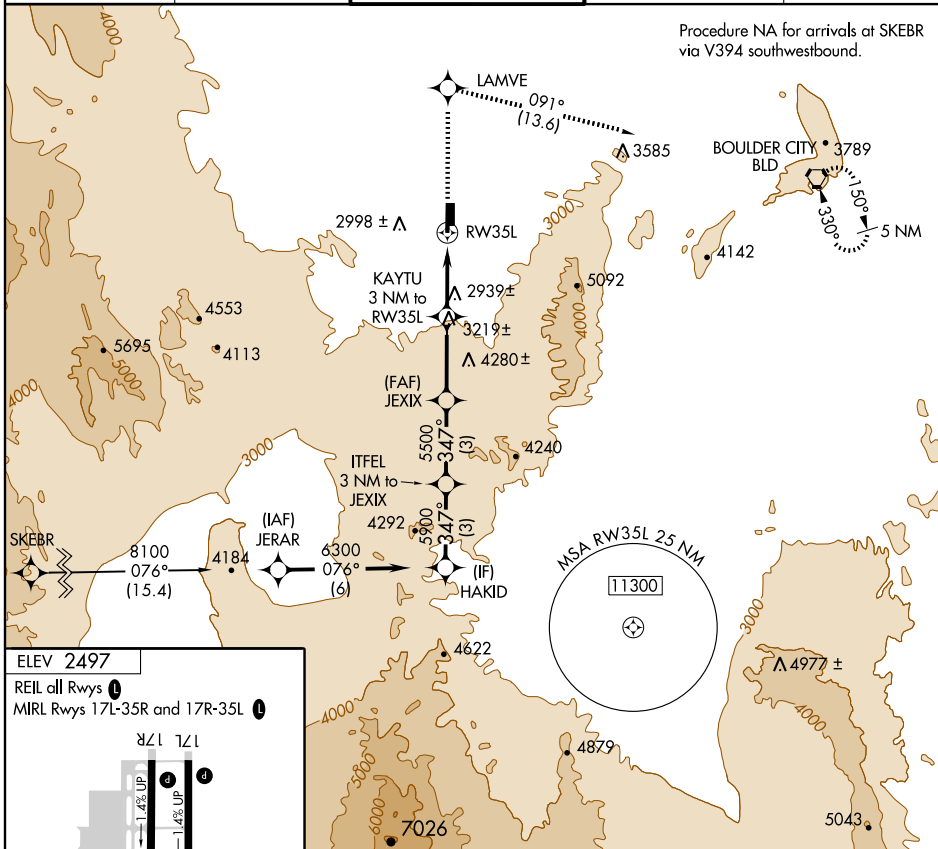 4000
Procedure NA for arrivals at SKEBR
via V394 southwestbound.
LAMVE
091°
(13.6)
3585
BOULDER CITY
BLD
3789
150°
330°
5 NM
3000
2998 ±
RW35L
4142
KAYTU
3 NM to
RW35L
2939±
5092
4000
3219±
4553
4113
5695
5000
4280 ±
4000
(FAF)
JEXIX
5500
347°
(3)
4240
3000
ITFEL
3 NM to
JEXIX
4292
5900
347°
(3)
SKEBR
8100
076°
(15.4)
4184
(IAF)
JERAR
6300
076°
(6)
(IF)
HAKID
MSA RW35L 25 NM
11300
3000
ELEV 2497
REIL all Rwys L
MIRL Rwys 17L-35R and 17R-35L L
17R
17L
P
P
1.4% UP
1.4% UP
4622
4000
5000
6000
4879
7026
4977 ±
4000
5043